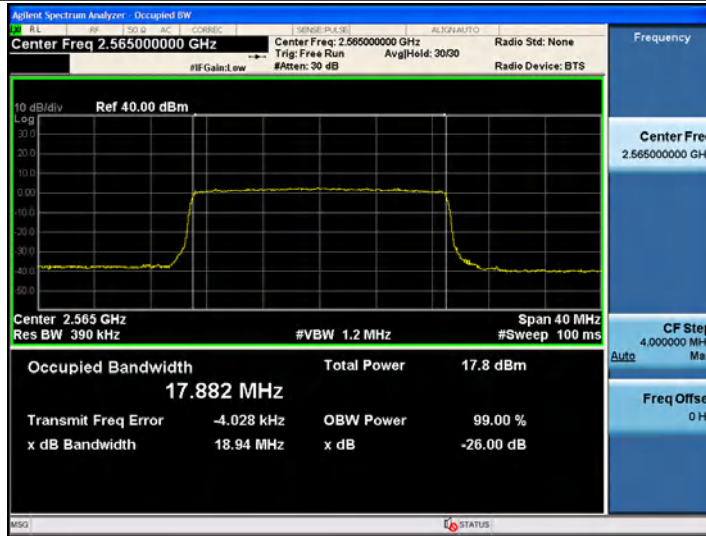 Agilent Spectrum Analyzer - Occupied BW
RL RF 50 Ω AC CORREC SENSE:PULSE ALIGN AUTO
Center Freq 2.565000000 GHz
Center Freq: 2.565000000 GHz
Radio Std: None
Trig: Free Run Avg|Hold: 30/30
#IFGain:Low
#Atten: 30 dB
Radio Device: BTS
10 dB/div Ref 40.00 dBm
Log
30.0
20.0
10.0
0.00
-10.0
-20.0
-30.0
-40.0
-50.0
Center 2.565 GHz
Span 40 MHz
Res BW 390 kHz
#VBW 1.2 MHz
#Sweep 100 ms
Occupied Bandwidth
17.882 MHz
Total Power 17.8 dBm
Transmit Freq Error -4.028 kHz
OBW Power 99.00 %
x dB Bandwidth 18.94 MHz
x dB -26.00 dB
MSG
STATUS
Frequency
Center Fre
2.565000000 GH
CF Step
4.000000 MH
Auto Ma
Freq Offse
0 H